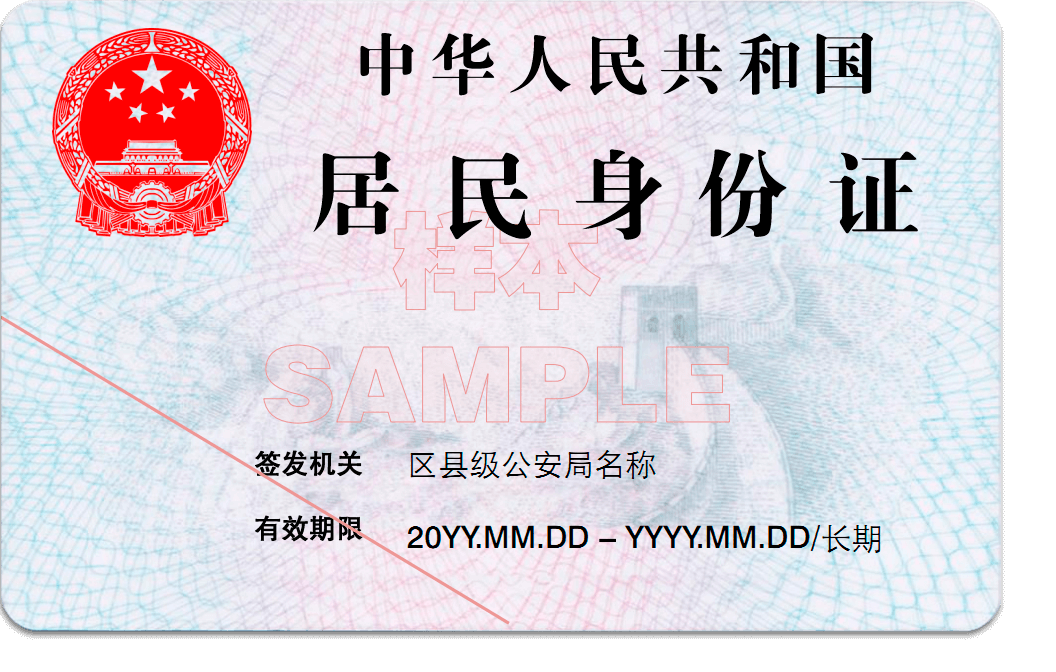 中华人民共和国
居民身份证
样本
SAMPLE
签发机关 区县级公安局名称
有效期限 20YY.MM.DD – YYYY.MM.DD/长期